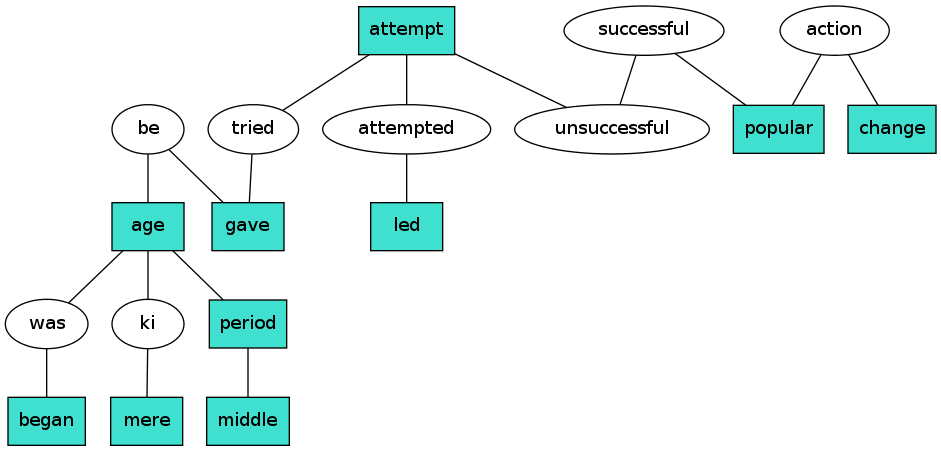 attempt successful action
be tried attempted unsuccessful popular change
age gave led
was ki period
began mere middle